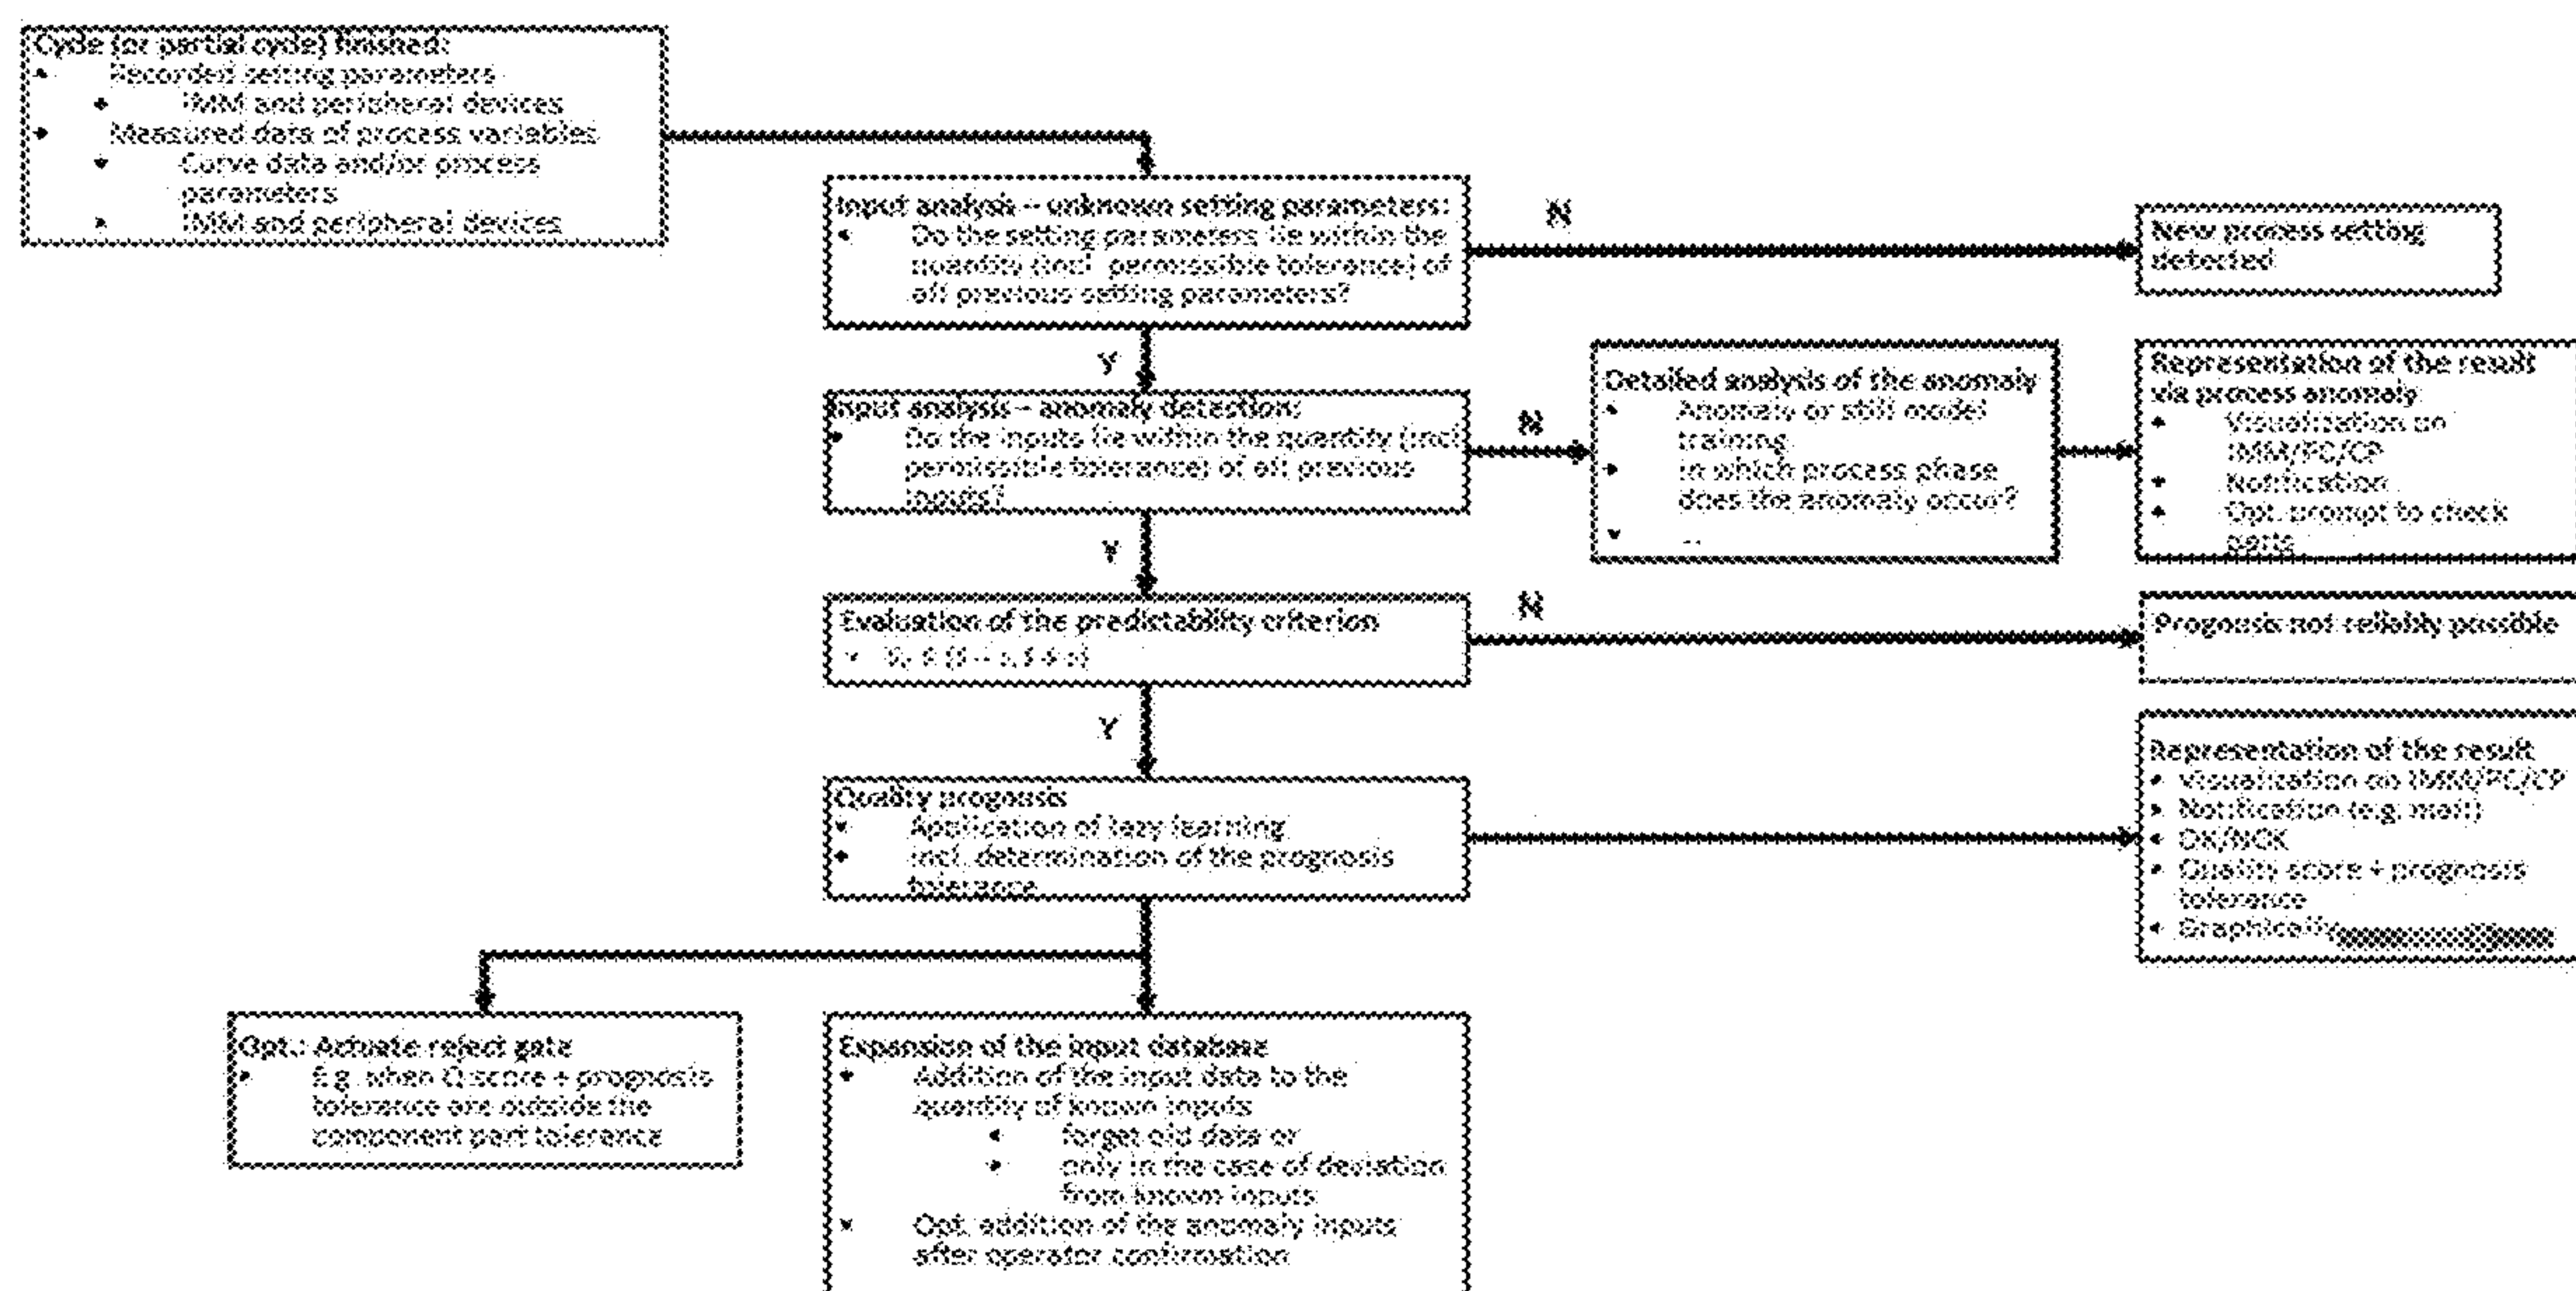 Cycle (or partial cycle) finished:
Recorded setting parameters
IMM and peripheral devices
Measured data of process variables
Curve data and/or process
parameters
IMM and peripheral devices
Input analysis – unknown setting parameters:
Do the setting parameters lie within the
quantity (incl. permissible tolerance) of
all previous setting parameters?
N
New process setting
detected
Y
Input analysis – anomaly detection:
Do the inputs lie within the quantity (incl
permissible tolerance) of all previous
inputs?
N
Detailed analysis of the anomaly
Anomaly or still model
training
In which process phase
does the anomaly occur?
...
Representation of the result
via process anomaly
Visualization on
IMM/PC/CP
Notification
Opt. prompt to check
parts
Y
Evaluation of the predictability criterion
N
Prognosis not reliably possible
Y
Quality prognosis
Application of lazy learning
incl. determination of the prognosis
tolerance
Representation of the result
Visualization on IMM/PC/CP
Notification (e.g. mail)
OK/NOK
Quality score + prognosis
tolerance
Graphically
Opt.: Actuate reject gate
E.g. when Q score + prognosis
tolerance are outside the
component part tolerance
Expansion of the input database
Addition of the input data to the
quantity of known inputs
forget old data or
only in the case of deviation
from known inputs
Opt. addition of the anomaly inputs
after operator confirmation